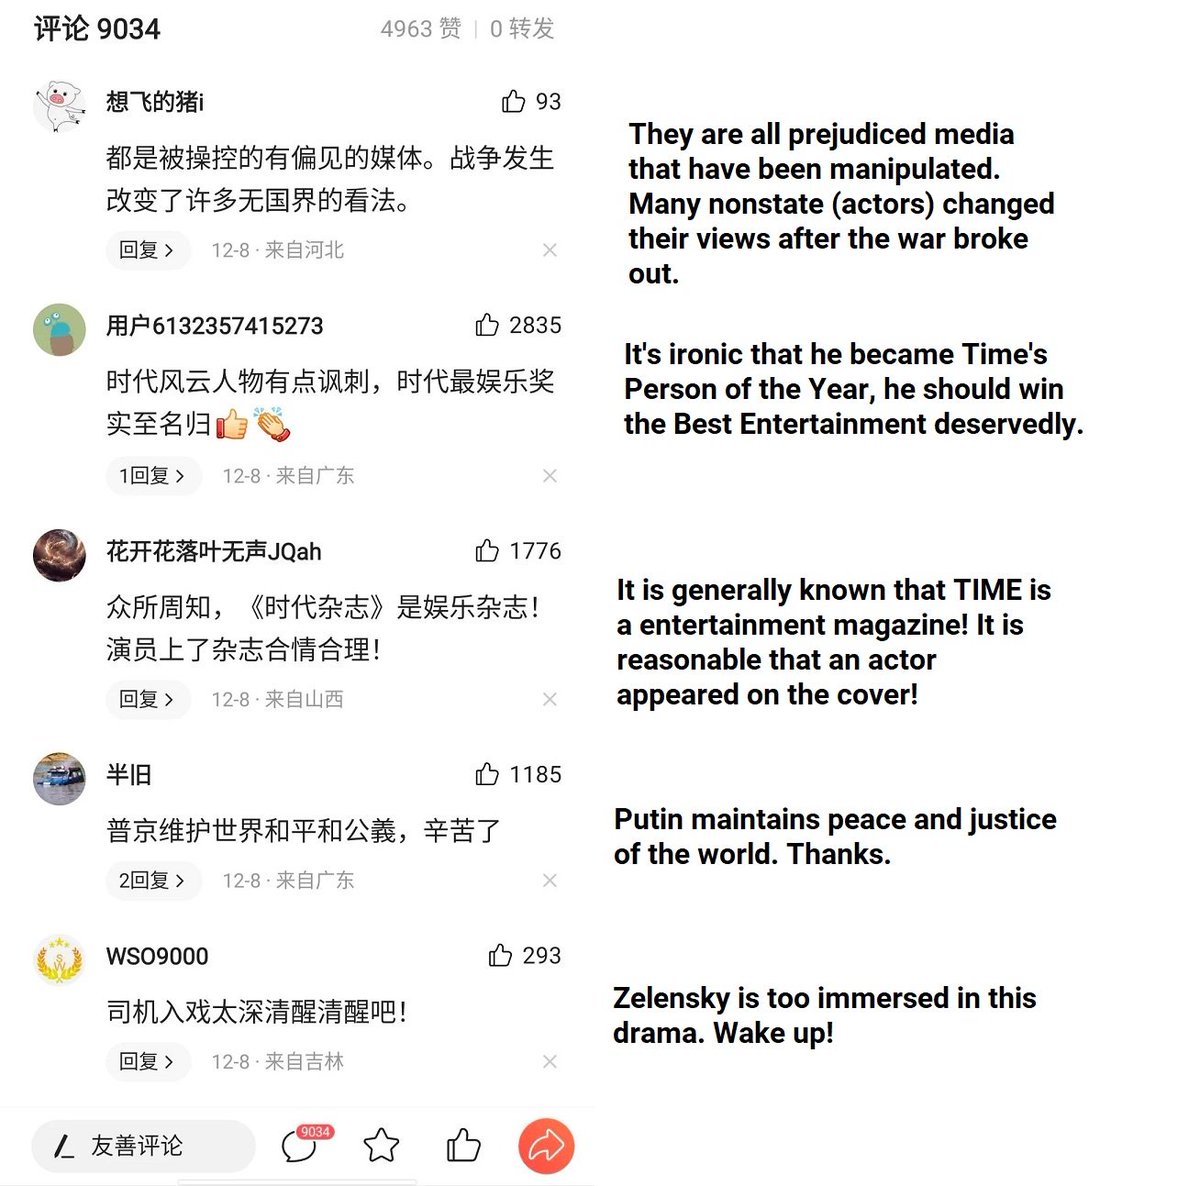 评论 9034
4963 赞 | 0 转发
想飞的猪i
93
都是被操控的有偏见的媒体。战争发生
改变了许多无国界的看法。
回复 >
12-8 · 来自河北
They are all prejudiced media
that have been manipulated.
Many nonstate (actors) changed
their views after the war broke
out.
用户6132357415273
2835
时代风云人物有点讽刺，时代最娱乐奖
实至名归👍👏
1回复 >
12-8 · 来自广东
It's ironic that he became Time's
Person of the Year, he should win
the Best Entertainment deservedly.
花开花落叶无声JQah
1776
众所周知，《时代杂志》是娱乐杂志！
演员上了杂志合情合理！
回复 >
12-8 · 来自山西
It is generally known that TIME is
a entertainment magazine! It is
reasonable that an actor
appeared on the cover!
半旧
1185
普京维护世界和平和公義，辛苦了
2回复 >
12-8 · 来自广东
Putin maintains peace and justice
of the world. Thanks.
WSO9000
293
司机入戏太深清醒清醒吧！
回复 >
12-8 · 来自吉林
Zelensky is too immersed in this
drama. Wake up!
友善评论
9034